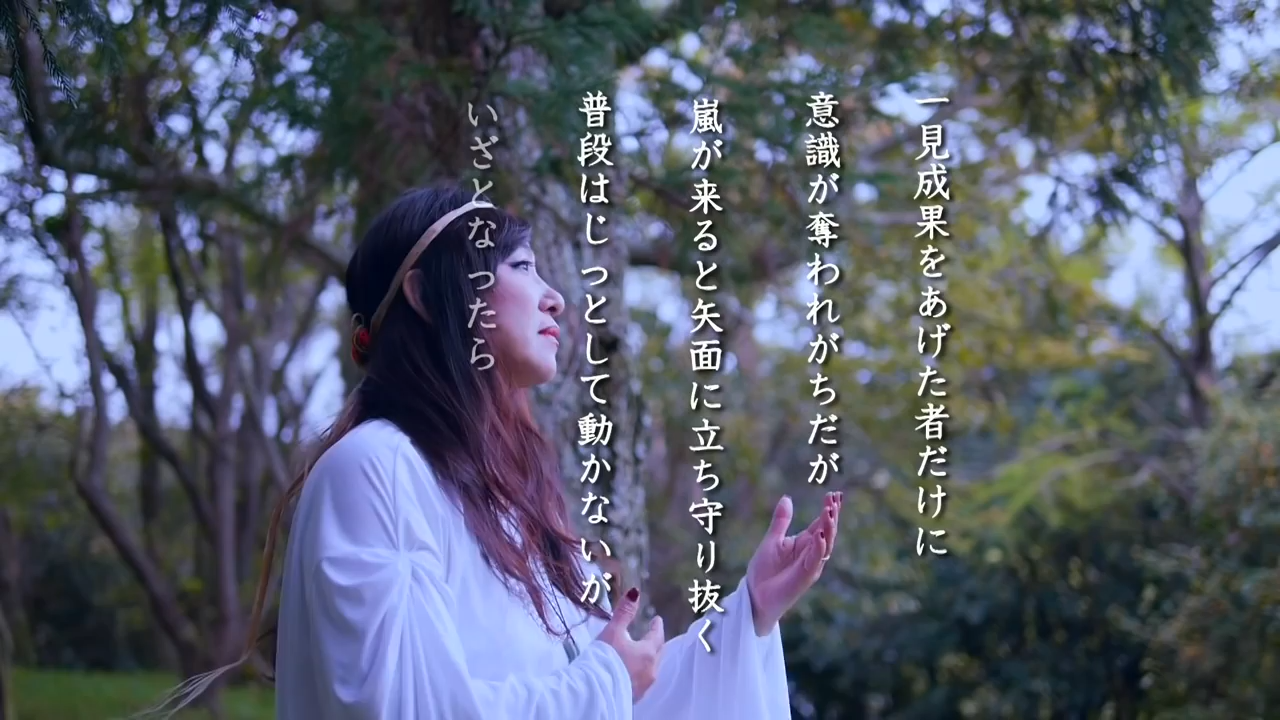 一見成果をあげた者だけに
意識が奪われがちだが
嵐が来ると矢面に立ち守り抜く
普段はじっとして動かないが
いざとなったら